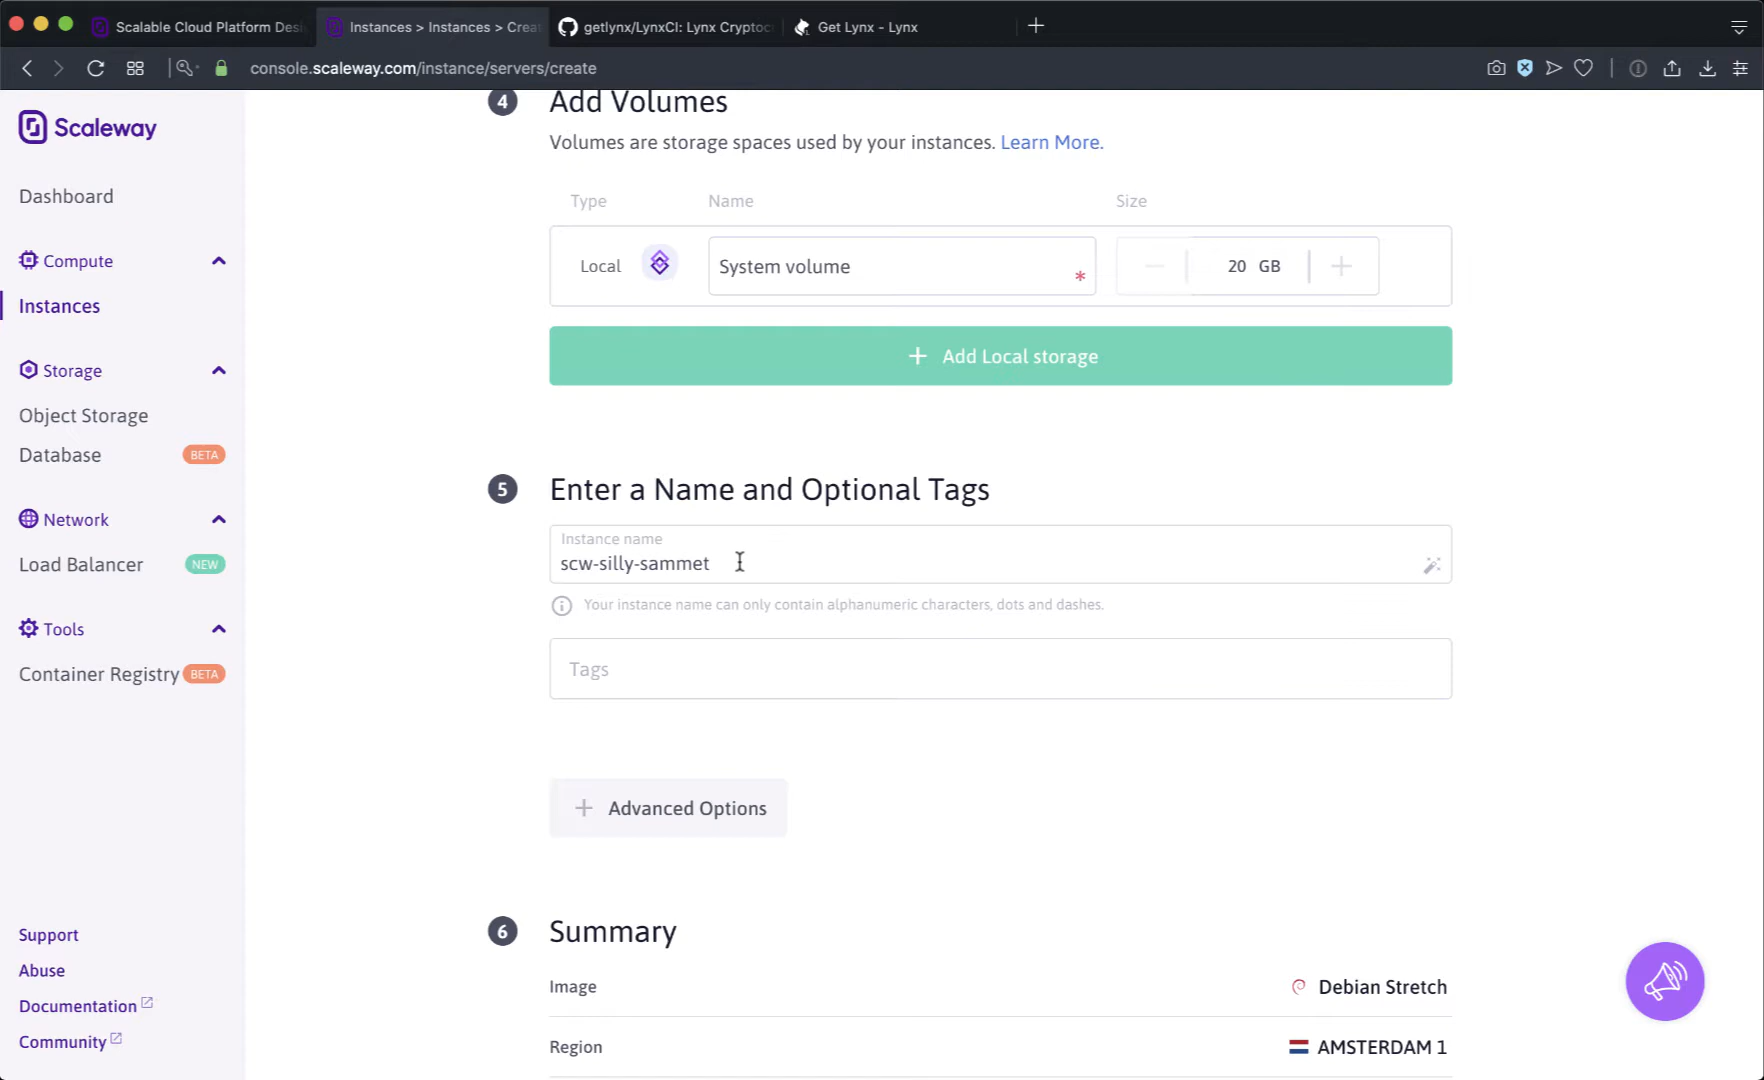 Scalable Cloud Platform Desi
Instances > Instances > Creat
getlynx/LynxCI: Lynx Cryptoc
Get Lynx - Lynx
console.scaleway.com/instance/servers/create
Scaleway
Dashboard
Compute
Instances
Storage
Object Storage
Database BETA
Network
Load Balancer NEW
Tools
Container Registry BETA
Support
Abuse
Documentation
Community
4 Add Volumes
Volumes are storage spaces used by your instances. Learn More.
Type Name Size
Local System volume * 20 GB
+ Add Local storage
5 Enter a Name and Optional Tags
Instance name
scw-silly-sammet
Your instance name can only contain alphanumeric characters, dots and dashes.
Tags
+ Advanced Options
6 Summary
Image Debian Stretch
Region AMSTERDAM 1